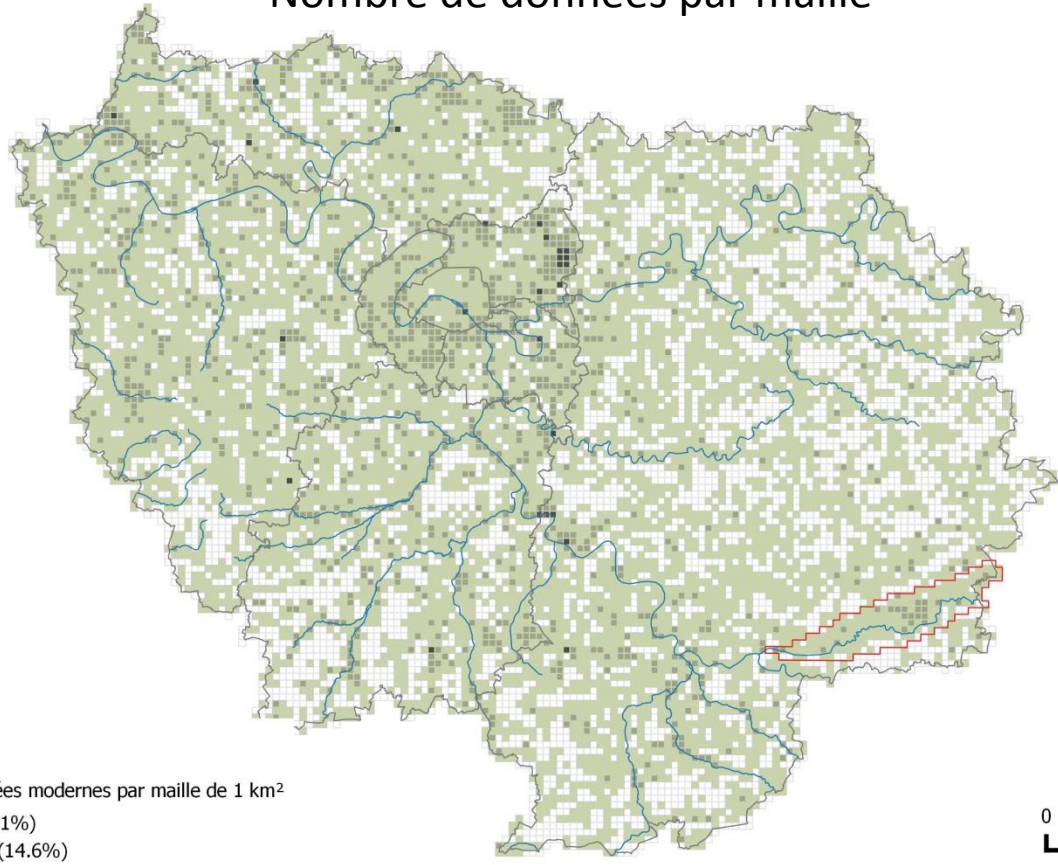 Nombre de données par maille
ées modernes par maille de 1 km²
1%)
(14.6%)
0